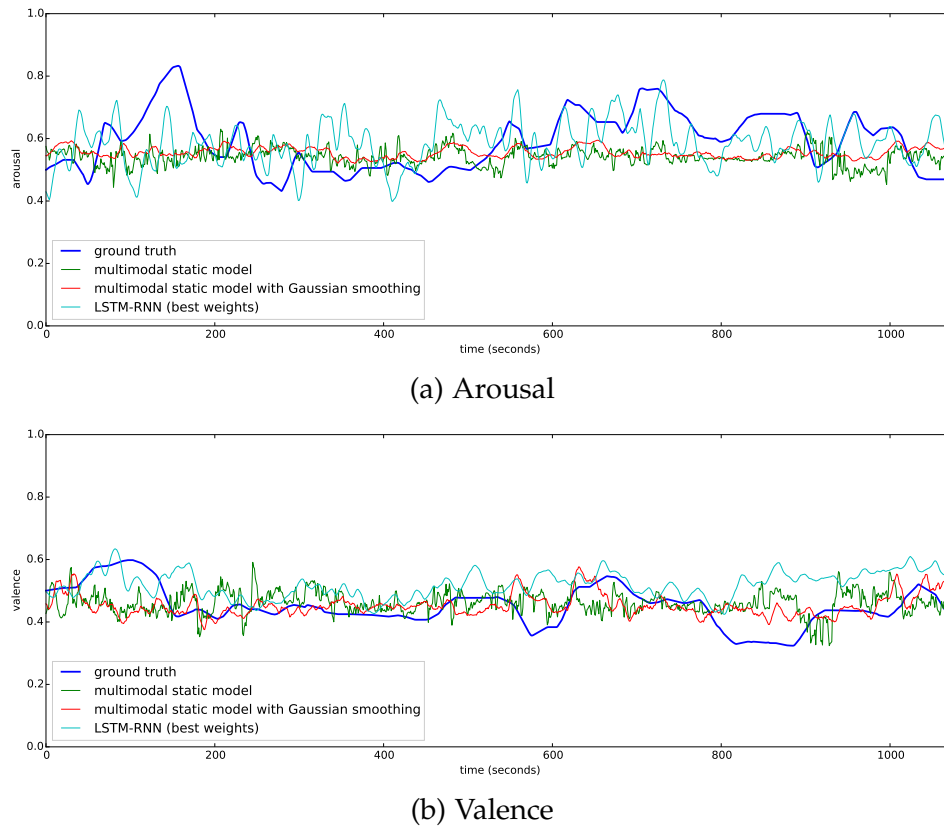 1.0
0.8
0.6
0.4
0.2
0.0
arousal
ground truth
multimodal static model
multimodal static model with Gaussian smoothing
LSTM-RNN (best weights)
0 200 400 600 800 1000
time (seconds)
(a) Arousal
1.0
0.8
0.6
0.4
0.2
0.0
valence
ground truth
multimodal static model
multimodal static model with Gaussian smoothing
LSTM-RNN (best weights)
0 200 400 600 800 1000
time (seconds)
(b) Valence